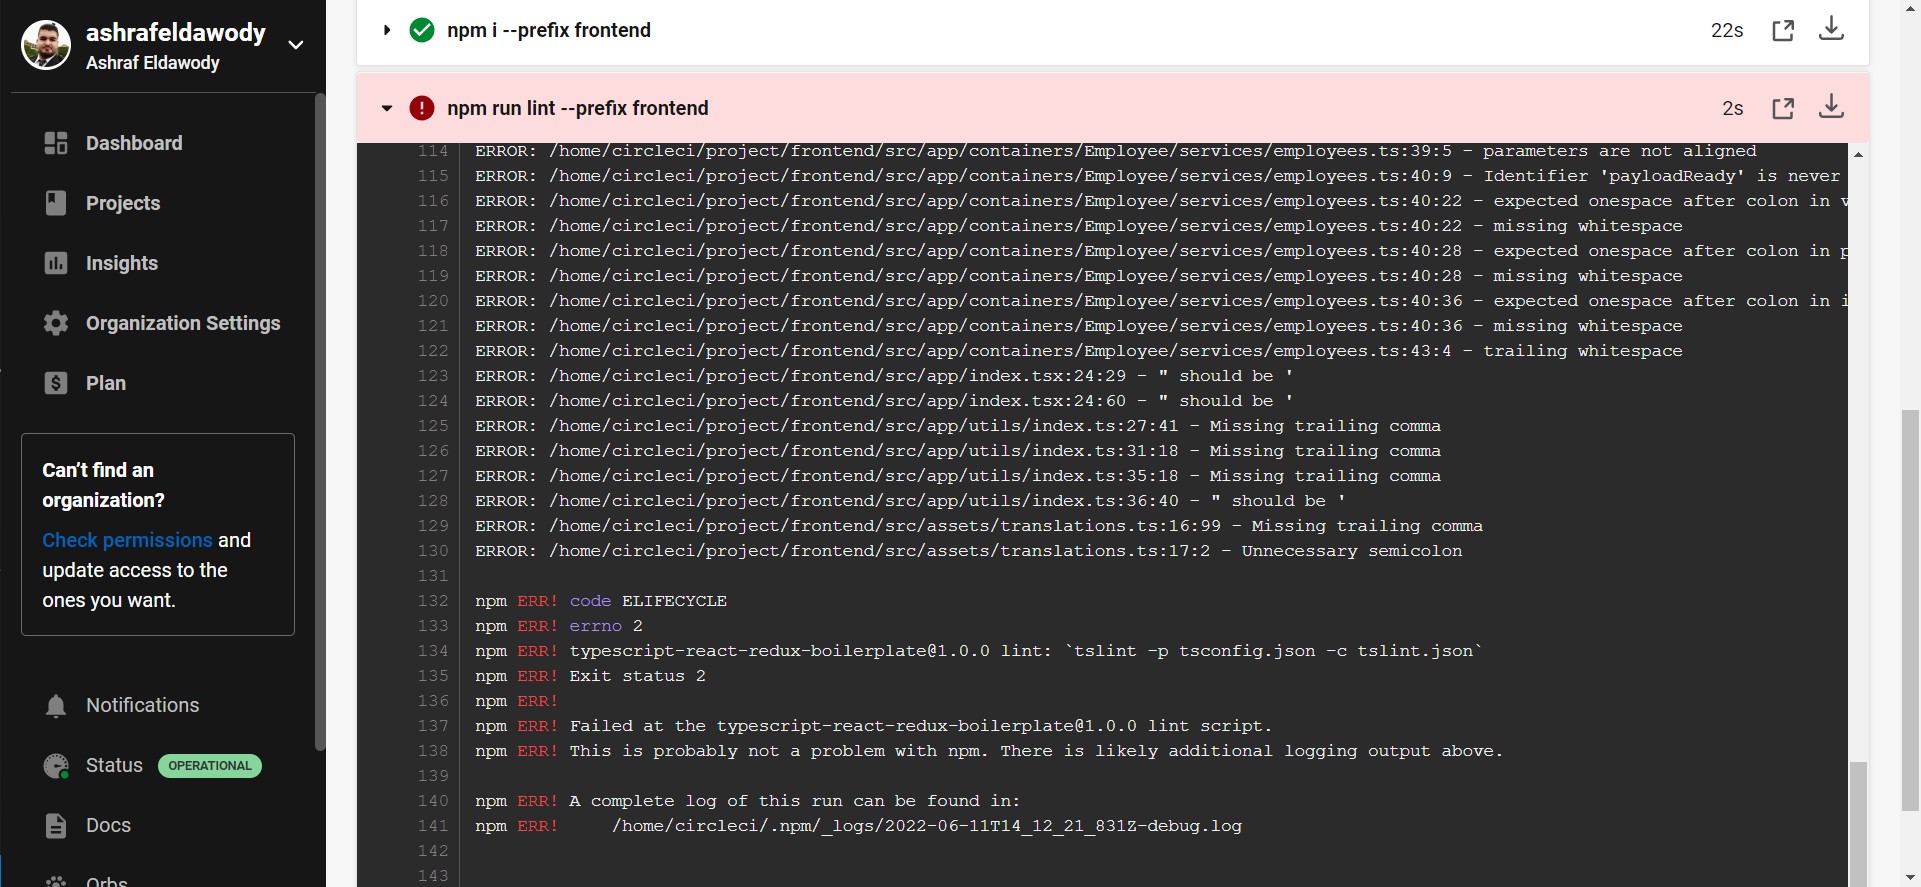 ashrafeldawody
Ashraf Eldawody
Dashboard
Projects
Insights
Organization Settings
Plan
Can't find an
organization?
Check permissions and
update access to the
ones you want.
Notifications
Status OPERATIONAL
Docs
Orbs
npm i --prefix frontend 22s
npm run lint --prefix frontend 2s
114 ERROR: /home/circleci/project/frontend/src/app/containers/Employee/services/employees.ts:39:5 - parameters are not aligned
115 ERROR: /home/circleci/project/frontend/src/app/containers/Employee/services/employees.ts:40:9 - Identifier 'payloadReady' is never
116 ERROR: /home/circleci/project/frontend/src/app/containers/Employee/services/employees.ts:40:22 - expected onespace after colon in
117 ERROR: /home/circleci/project/frontend/src/app/containers/Employee/services/employees.ts:40:22 - missing whitespace
118 ERROR: /home/circleci/project/frontend/src/app/containers/Employee/services/employees.ts:40:28 - expected onespace after colon in
119 ERROR: /home/circleci/project/frontend/src/app/containers/Employee/services/employees.ts:40:28 - missing whitespace
120 ERROR: /home/circleci/project/frontend/src/app/containers/Employee/services/employees.ts:40:36 - expected onespace after colon in
121 ERROR: /home/circleci/project/frontend/src/app/containers/Employee/services/employees.ts:40:36 - missing whitespace
122 ERROR: /home/circleci/project/frontend/src/app/containers/Employee/services/employees.ts:43:4 - trailing whitespace
123 ERROR: /home/circleci/project/frontend/src/app/index.tsx:24:29 - " should be '
124 ERROR: /home/circleci/project/frontend/src/app/index.tsx:24:60 - " should be '
125 ERROR: /home/circleci/project/frontend/src/app/utils/index.ts:27:41 - Missing trailing comma
126 ERROR: /home/circleci/project/frontend/src/app/utils/index.ts:31:18 - Missing trailing comma
127 ERROR: /home/circleci/project/frontend/src/app/utils/index.ts:35:18 - Missing trailing comma
128 ERROR: /home/circleci/project/frontend/src/app/utils/index.ts:36:40 - " should be '
129 ERROR: /home/circleci/project/frontend/src/assets/translations.ts:16:99 - Missing trailing comma
130 ERROR: /home/circleci/project/frontend/src/assets/translations.ts:17:2 - Unnecessary semicolon
131
132 npm ERR! code ELIFECYCLE
133 npm ERR! errno 2
134 npm ERR! typescript-react-redux-boilerplate@1.0.0 lint: `tslint -p tsconfig.json -c tslint.json`
135 npm ERR! Exit status 2
136 npm ERR!
137 npm ERR! Failed at the typescript-react-redux-boilerplate@1.0.0 lint script.
138 npm ERR! This is probably not a problem with npm. There is likely additional logging output above.
139
140 npm ERR! A complete log of this run can be found in:
141 npm ERR! /home/circleci/.npm/_logs/2022-06-11T14_12_21_831Z-debug.log
142
143